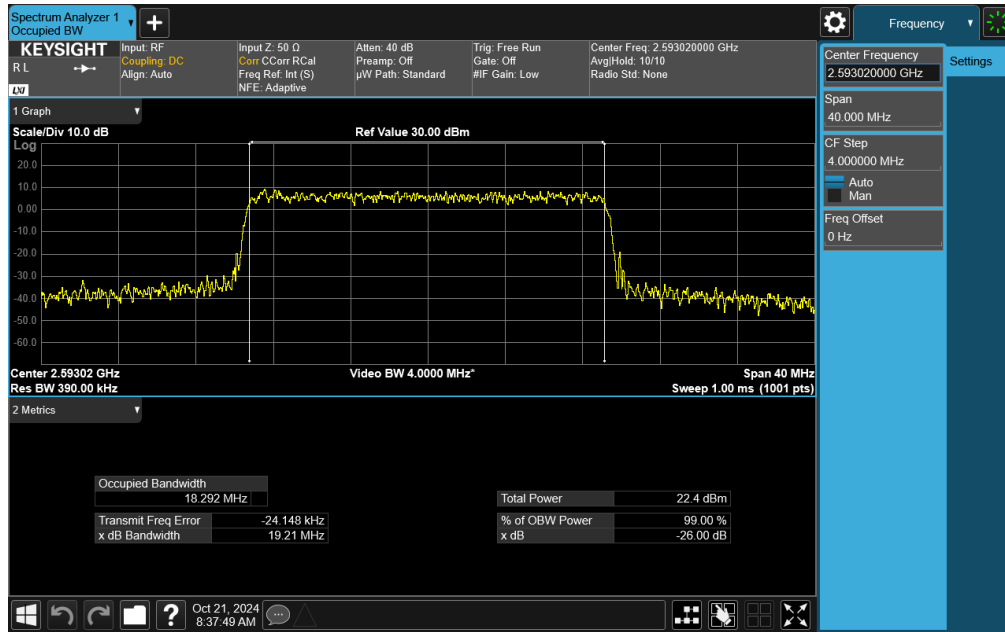 Spectrum Analyzer 1
Occupied BW
Frequency
KEYSIGHT
R L
LXI
Input: RF
Coupling: DC
Align: Auto
Input Z: 50 Ω
Corr CCorr RCal
Freq Ref: Int (S)
NFE: Adaptive
Atten: 40 dB
Preamp: Off
µW Path: Standard
Trig: Free Run
Gate: Off
#IF Gain: Low
Center Freq: 2.593020000 GHz
Avg|Hold: 10/10
Radio Std: None
Center Frequency
2.593020000 GHz
Settings
Span
40.000 MHz
CF Step
4.000000 MHz
Auto
Man
Freq Offset
0 Hz
1 Graph
Scale/Div 10.0 dB
Ref Value 30.00 dBm
Log
20.0
10.0
0.00
-10.0
-20.0
-30.0
-40.0
-50.0
-60.0
Center 2.59302 GHz
Video BW 4.0000 MHz*
Span 40 MHz
Res BW 390.00 kHz
Sweep 1.00 ms (1001 pts)
2 Metrics
Occupied Bandwidth
18.292 MHz
Total Power 22.4 dBm
Transmit Freq Error -24.148 kHz
% of OBW Power 99.00 %
x dB Bandwidth 19.21 MHz
x dB -26.00 dB
?
Oct 21, 2024
8:37:49 AM